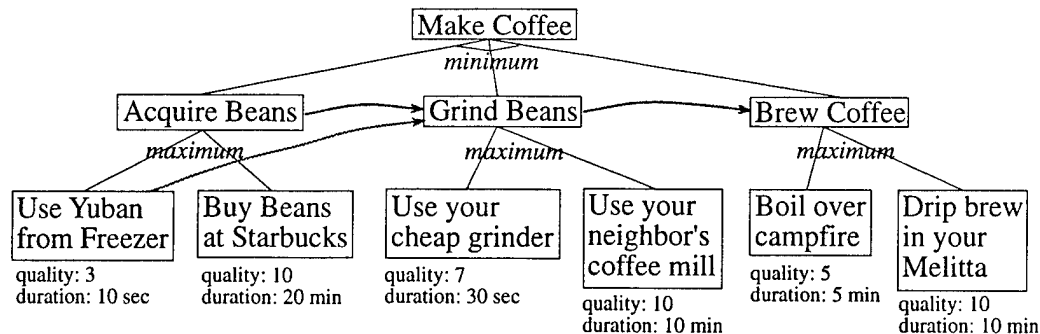 Make Coffee
minimum
Acquire Beans
Grind Beans
Brew Coffee
maximum
maximum
maximum
Use Yuban
from Freezer
quality: 3
duration: 10 sec
Buy Beans
at Starbucks
quality: 10
duration: 20 min
Use your
cheap grinder
quality: 7
duration: 30 sec
Use your
neighbor's
coffee mill
quality: 10
duration: 10 min
Boil over
campfire
quality: 5
duration: 5 min
Drip brew
in your
Melitta
quality: 10
duration: 10 min